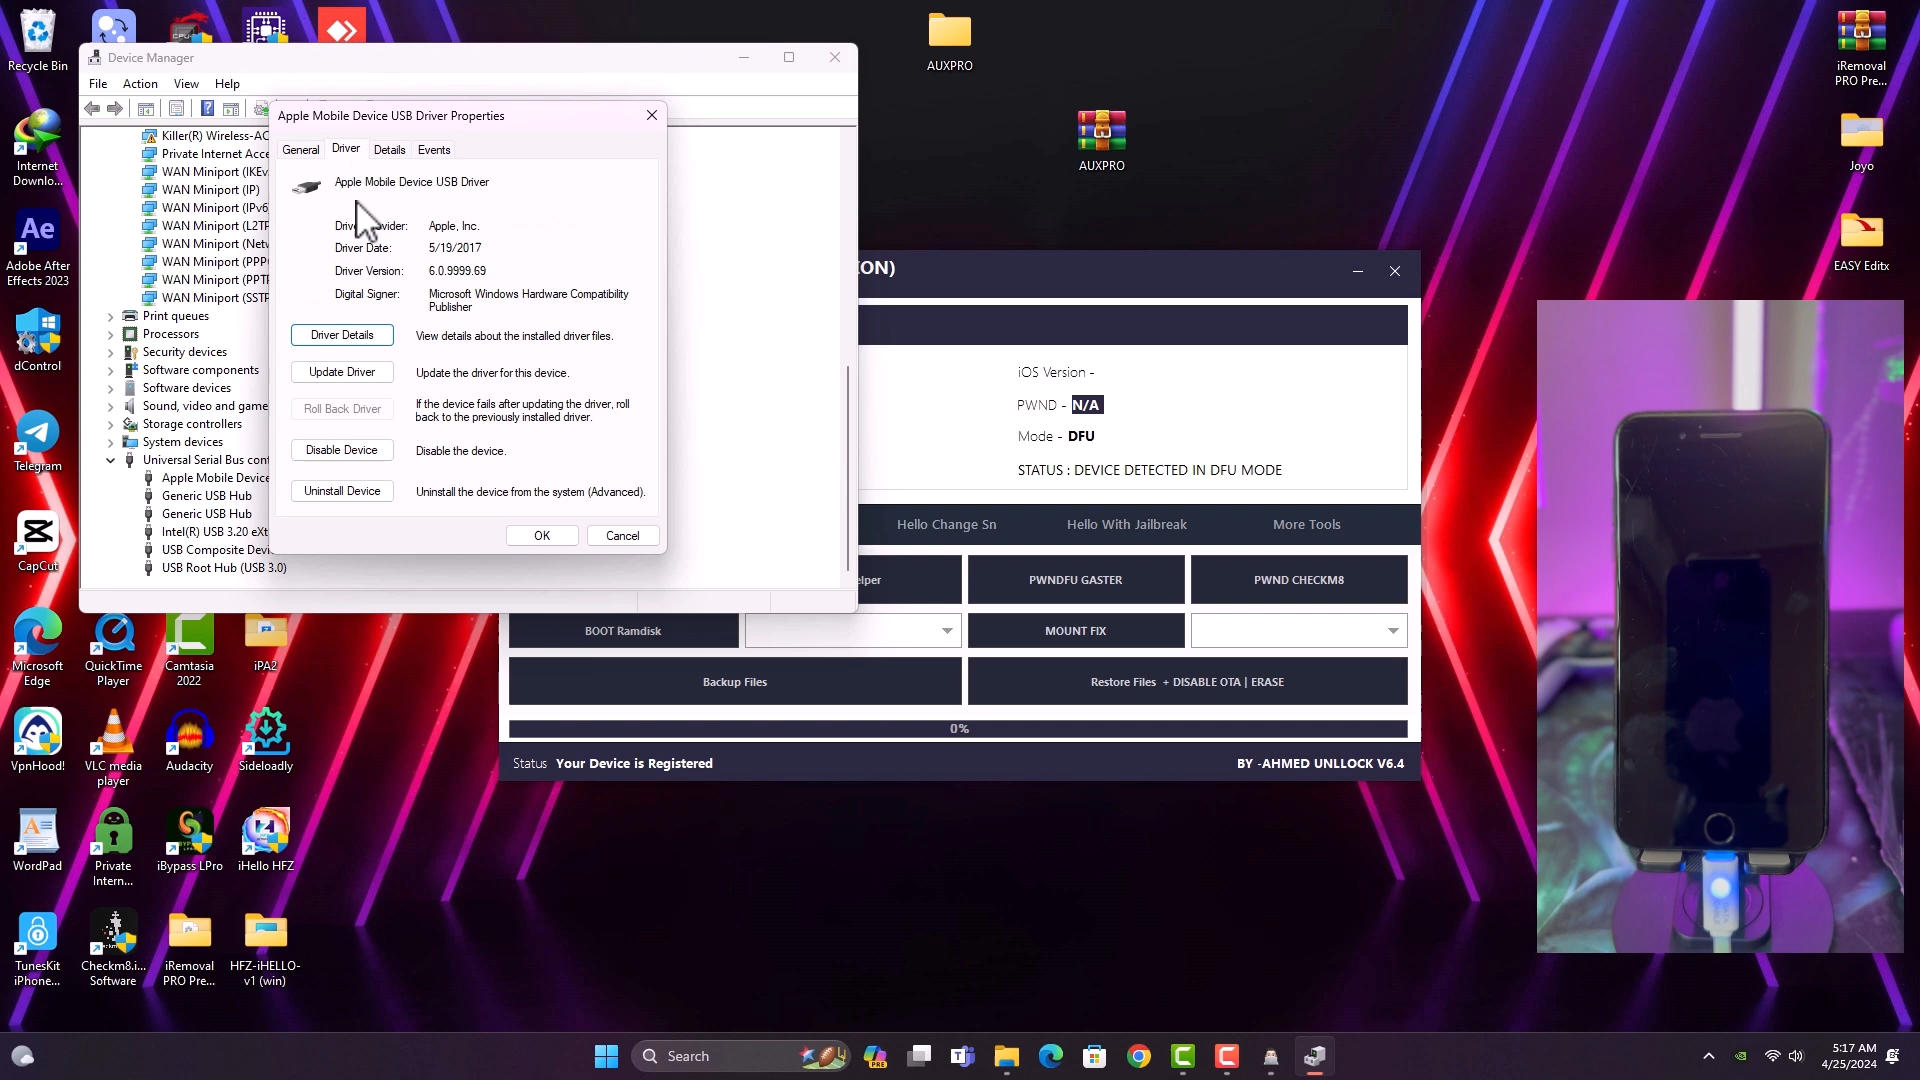 Recycle Bin
Internet
Downlo...
Ae
Adobe After
Effects 2023
dControl
Telegram
CapCut
Microsoft
Edge
QuickTime
Player
Camtasia
2022
iPA2
VpnHood!
VLC media
player
Audacity
Sideloadly
WordPad
Private
Intern...
iBypass LPro
iHello HFZ
TunesKit
iPhone...
Checkm8.i...
Software
iRemoval
PRO Pre...
HFZ-iHELLO-
v1 (win)
AUXPRO
AUXPRO
iRemoval
PRO Pre...
Joyo
EASY Editx
Device Manager
File Action View Help
Killer(R) Wireless-AC
Private Internet Acce
WAN Miniport (IKEv
WAN Miniport (IP)
WAN Miniport (IPv6
WAN Miniport (L2TP
WAN Miniport (Netw
WAN Miniport (PPPO
WAN Miniport (PPTP
WAN Miniport (SSTP
Print queues
Processors
Security devices
Software components
Software devices
Sound, video and game
Storage controllers
System devices
Universal Serial Bus cont
Apple Mobile Device
Generic USB Hub
Generic USB Hub
Intel(R) USB 3.20 eXt
USB Composite Devi
USB Root Hub (USB 3.0)
Apple Mobile Device USB Driver Properties
General Driver Details Events
Apple Mobile Device USB Driver
Apple, Inc.
Driver Date: 5/19/2017
Driver Version: 6.0.9999.69
Digital Signer: Microsoft Windows Hardware Compatibility
Publisher
Driver Details View details about the installed driver files.
Update Driver Update the driver for this device.
Roll Back Driver If the device fails after updating the driver, roll
back to the previously installed driver.
Disable Device Disable the device.
Uninstall Device Uninstall the device from the system (Advanced).
OK Cancel
ON)
iOS Version -
PWND - N/A
Mode - DFU
STATUS : DEVICE DETECTED IN DFU MODE
Hello Change Sn Hello With Jailbreak More Tools
elper PWNDFU GASTER PWND CHECKM8
BOOT Ramdisk MOUNT FIX
Backup Files Restore Files + DISABLE OTA | ERASE
0%
Status Your Device is Registered BY -AHMED UNLLOCK V6.4
Search
PRE
5:17 AM
4/25/2024